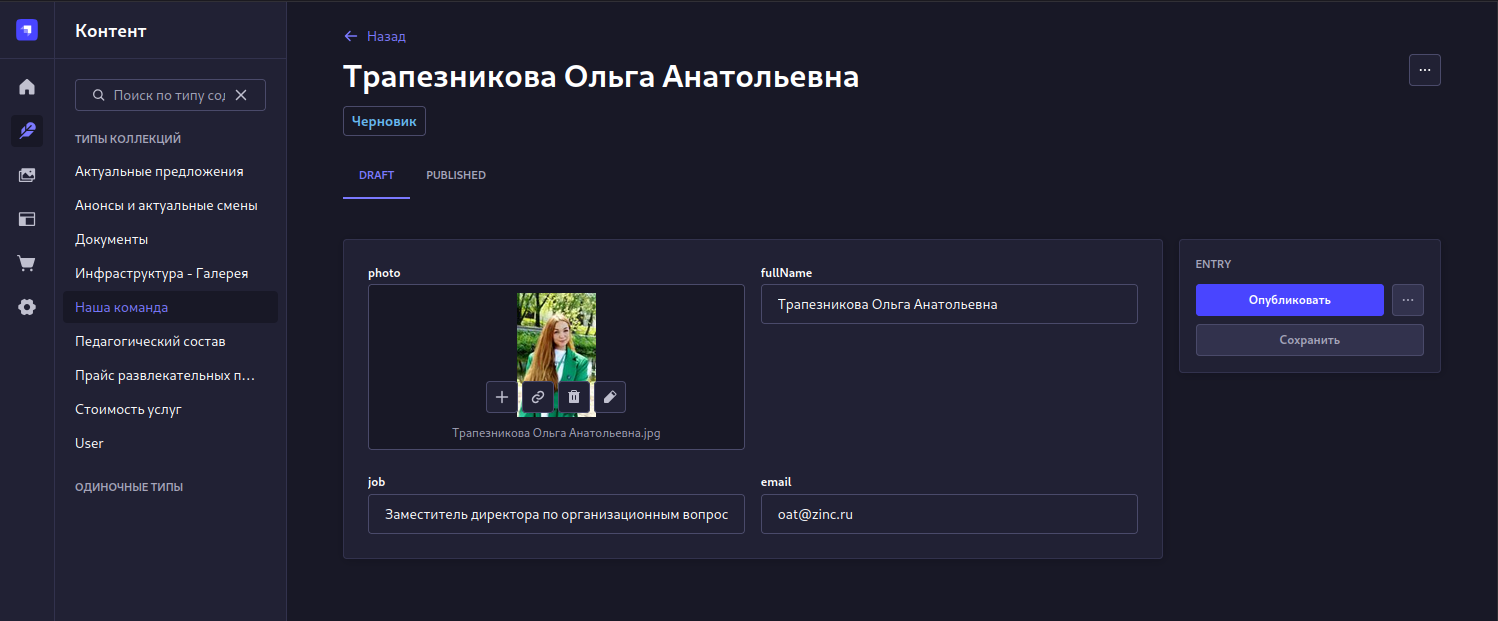 Контент
Поиск по типу сод
ТИПЫ КОЛЛЕКЦИЙ
Актуальные предложения
Анонсы и актуальные смены
Документы
Инфраструктура - Галерея
Наша команда
Педагогический состав
Прайс развлекательных п...
Стоимость услуг
User
ОДИНОЧНЫЕ ТИПЫ
Назад
Трапезникова Ольга Анатольевна
Черновик
DRAFT PUBLISHED
photo
Трапезникова Ольга Анатольевна.jpg
fullName
Трапезникова Ольга Анатольевна
job
Заместитель директора по организационным вопрос
email
oat@zinc.ru
ENTRY
Опубликовать
Сохранить